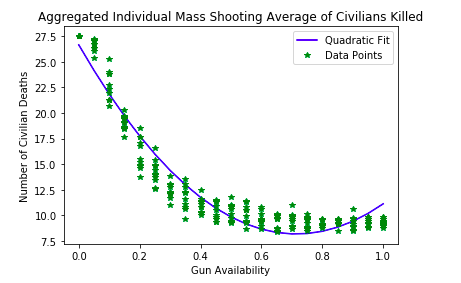 Aggregated Individual Mass Shooting Average of Civilians Killed
Quadratic Fit
Data Points
Number of Civilian Deaths
27.5
25.0
22.5
20.0
17.5
15.0
12.5
10.0
7.5
0.0 0.2 0.4 0.6 0.8 1.0
Gun Availability